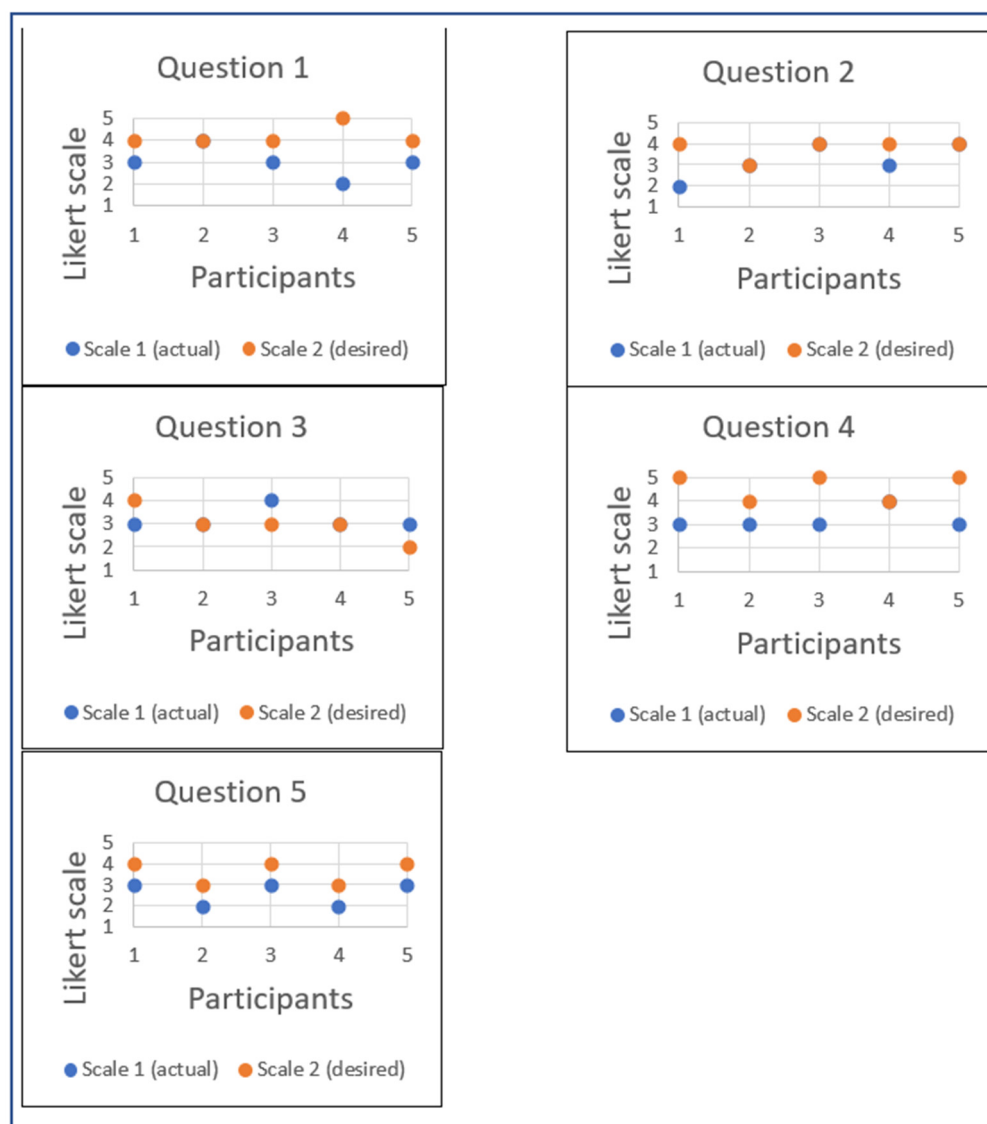 Question 1
Likert scale
5
4
3
2
1
1 2 3 4 5
Participants
Scale 1 (actual) Scale 2 (desired)
Question 2
Likert scale
5
4
3
2
1
1 2 3 4 5
Participants
Scale 1 (actual) Scale 2 (desired)
Question 3
Likert scale
5
4
3
2
1
1 2 3 4 5
Participants
Scale 1 (actual) Scale 2 (desired)
Question 4
Likert scale
5
4
3
2
1
1 2 3 4 5
Participants
Scale 1 (actual) Scale 2 (desired)
Question 5
Likert scale
5
4
3
2
1
1 2 3 4 5
Participants
Scale 1 (actual) Scale 2 (desired)